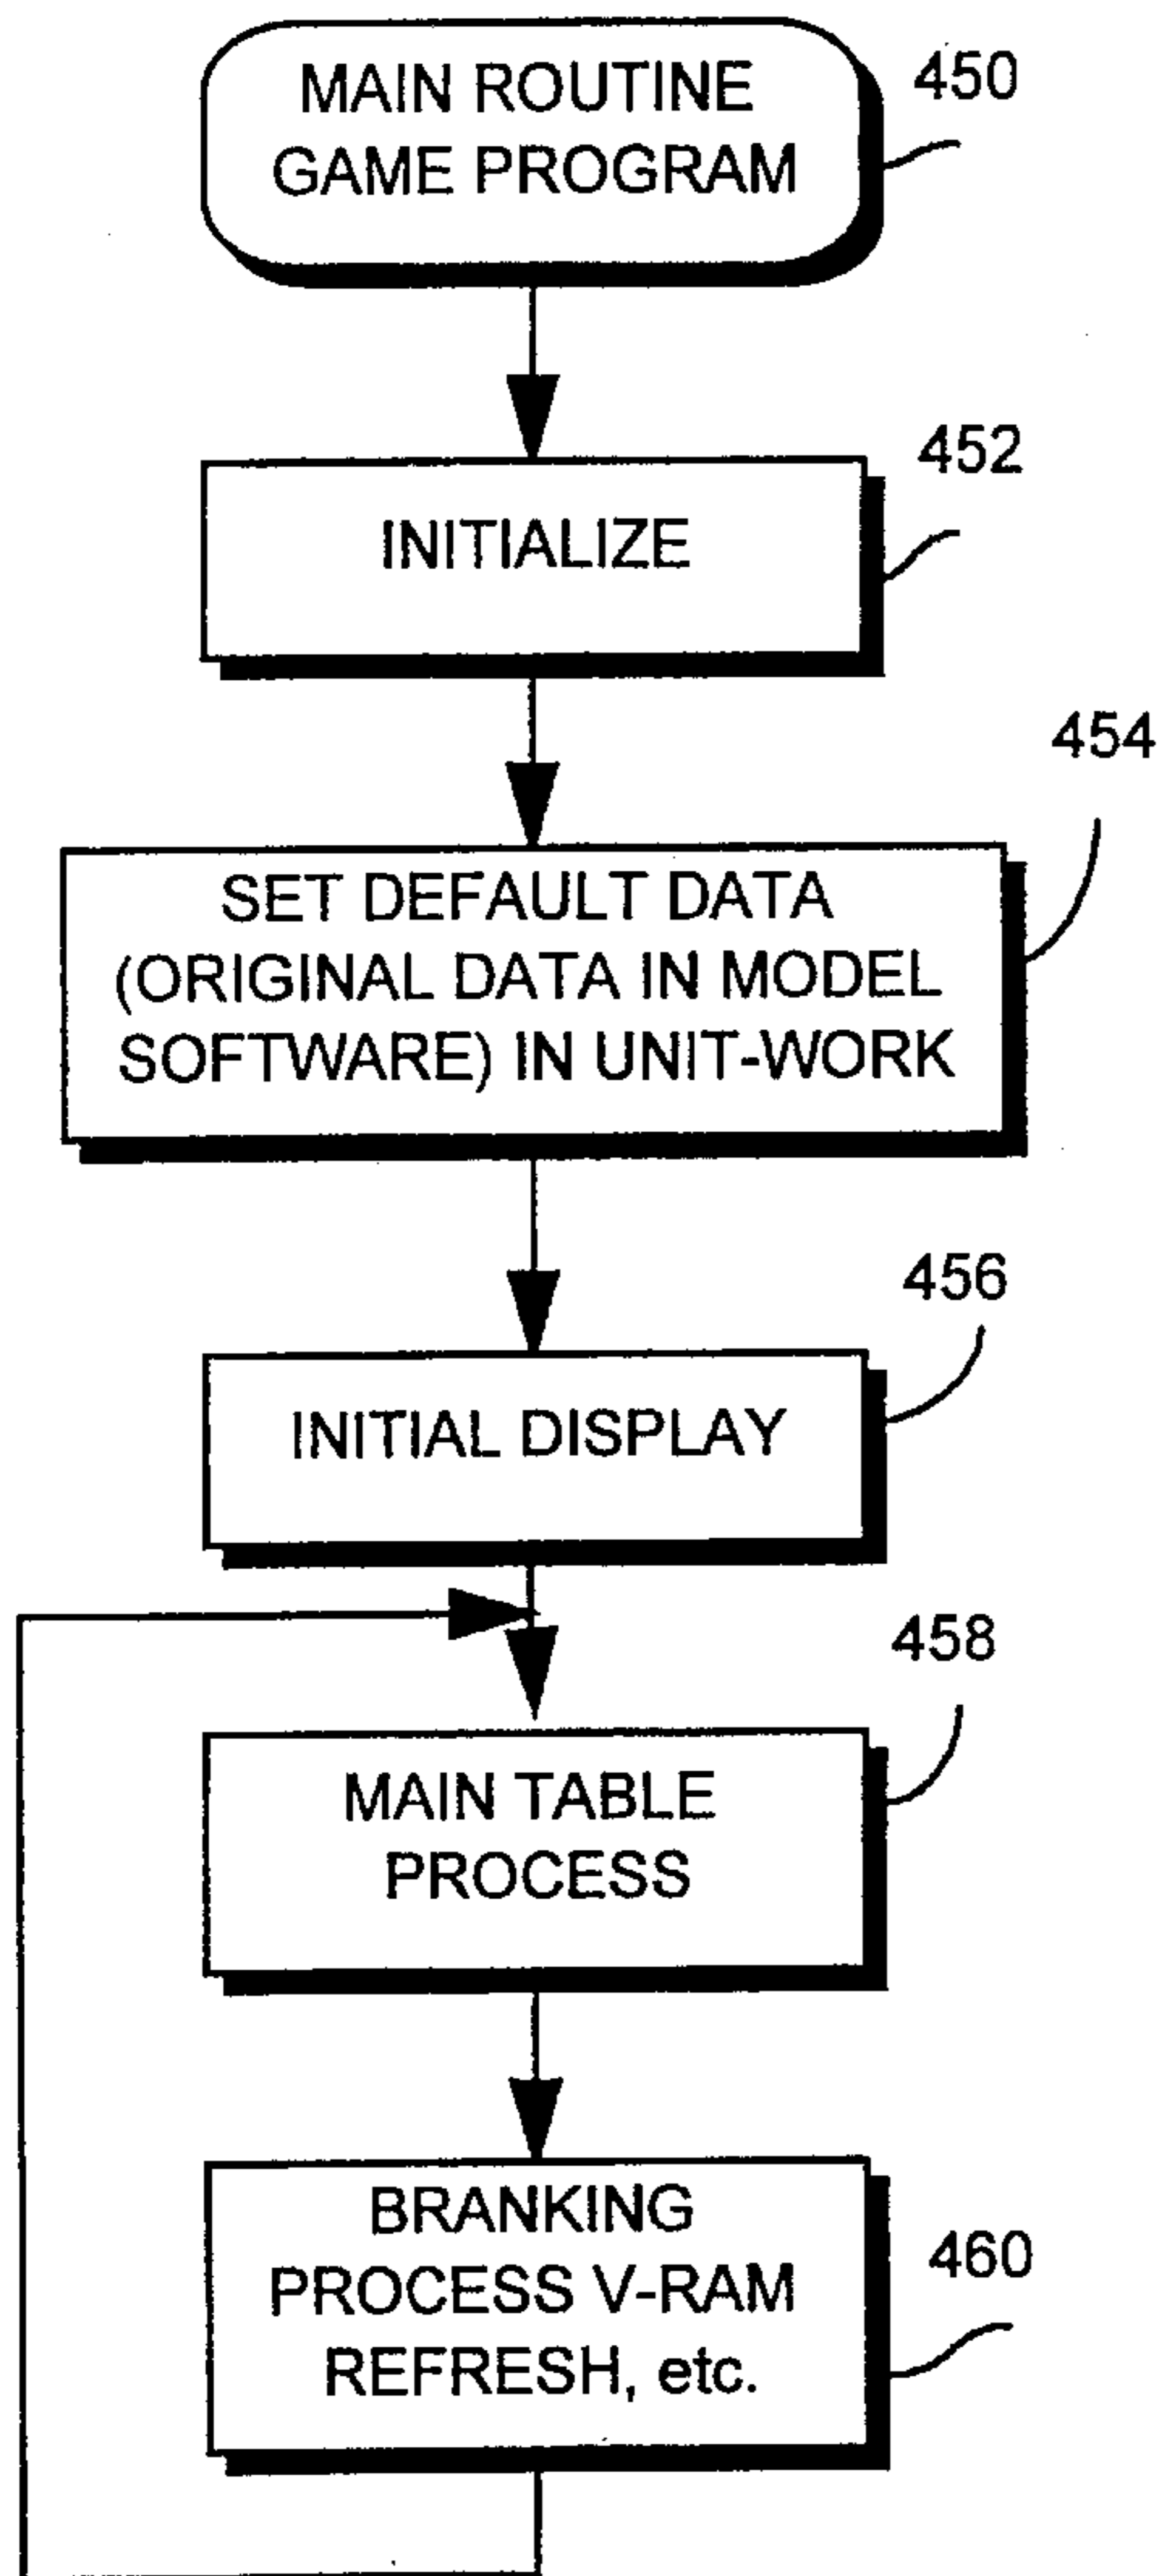 MAIN ROUTINE
GAME PROGRAM
450
INITIALIZE
452
454
SET DEFAULT DATA
(ORIGINAL DATA IN MODEL
SOFTWARE) IN UNIT-WORK
456
INITIAL DISPLAY
458
MAIN TABLE
PROCESS
BRANKING
PROCESS V-RAM
REFRESH, etc.
460